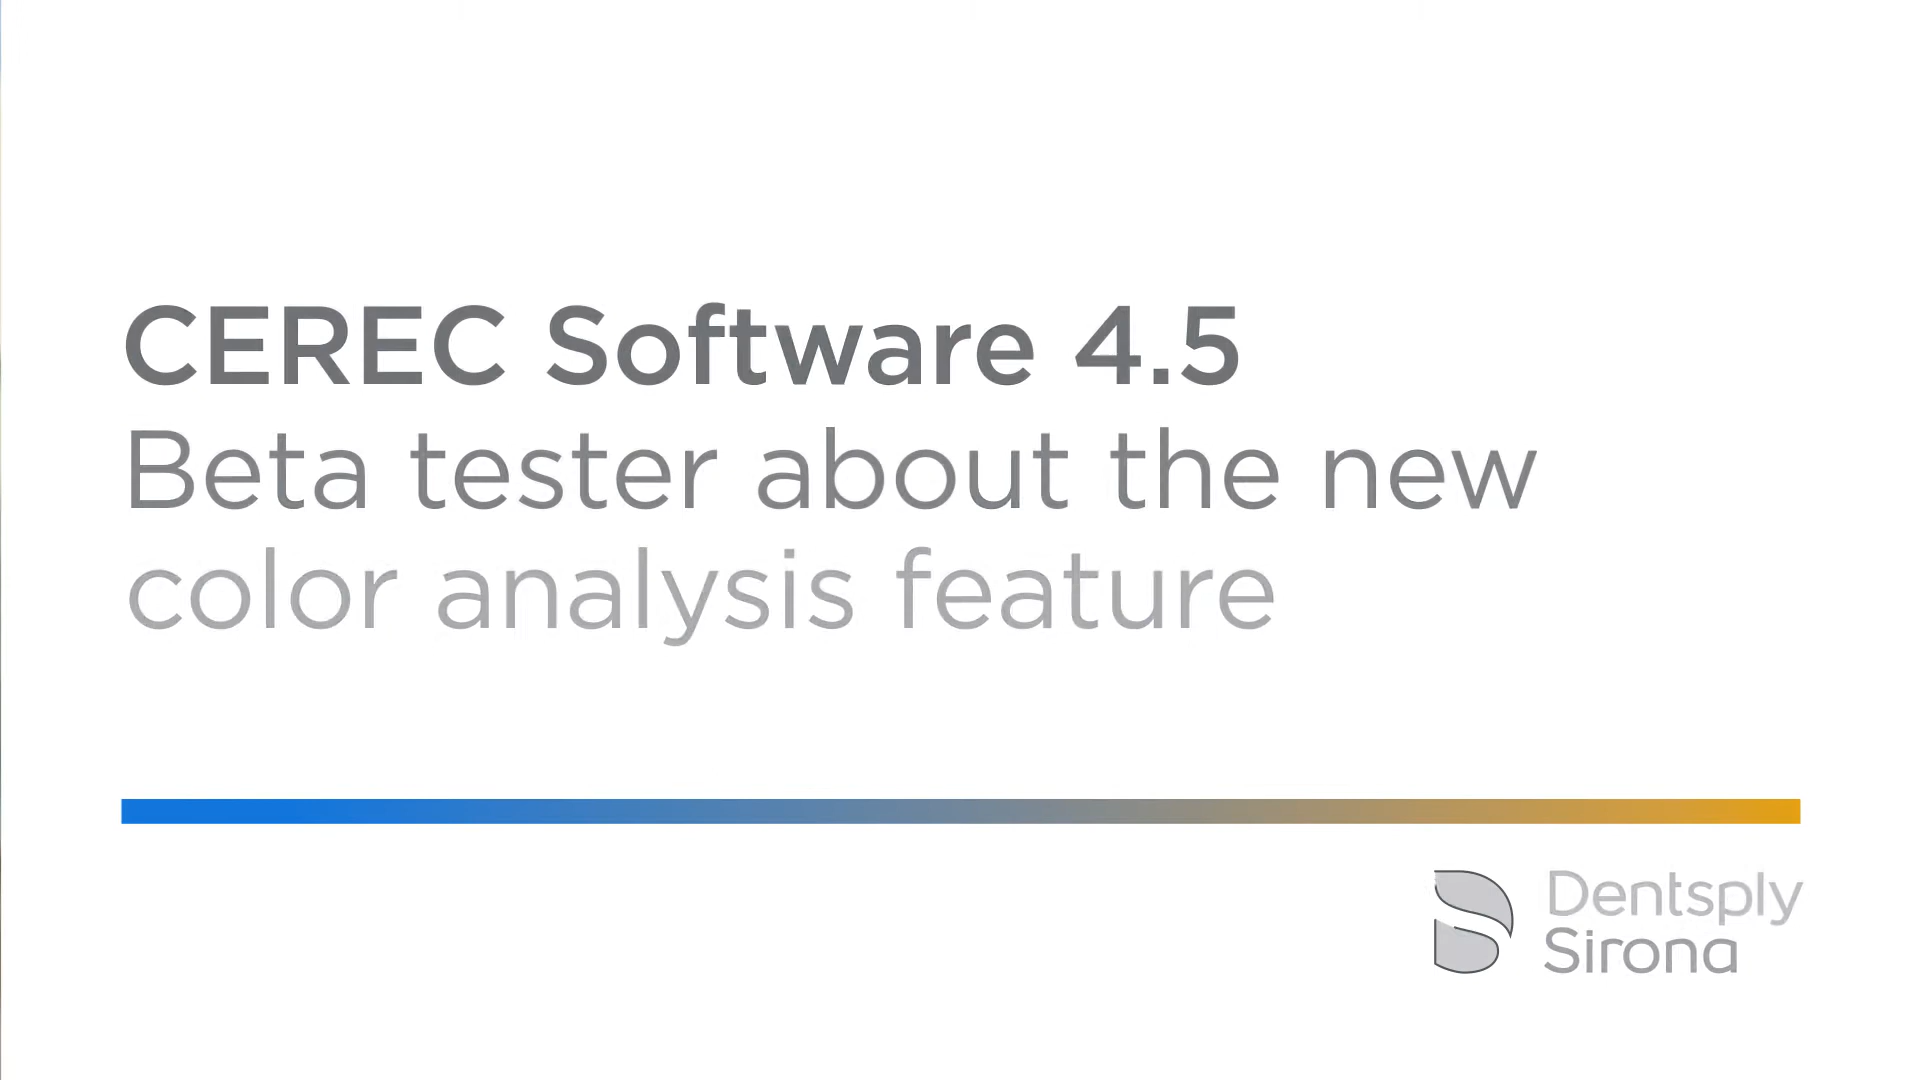 CEREC Software 4.5
Beta tester about the new
color analysis feature
Dentsply
Sirona